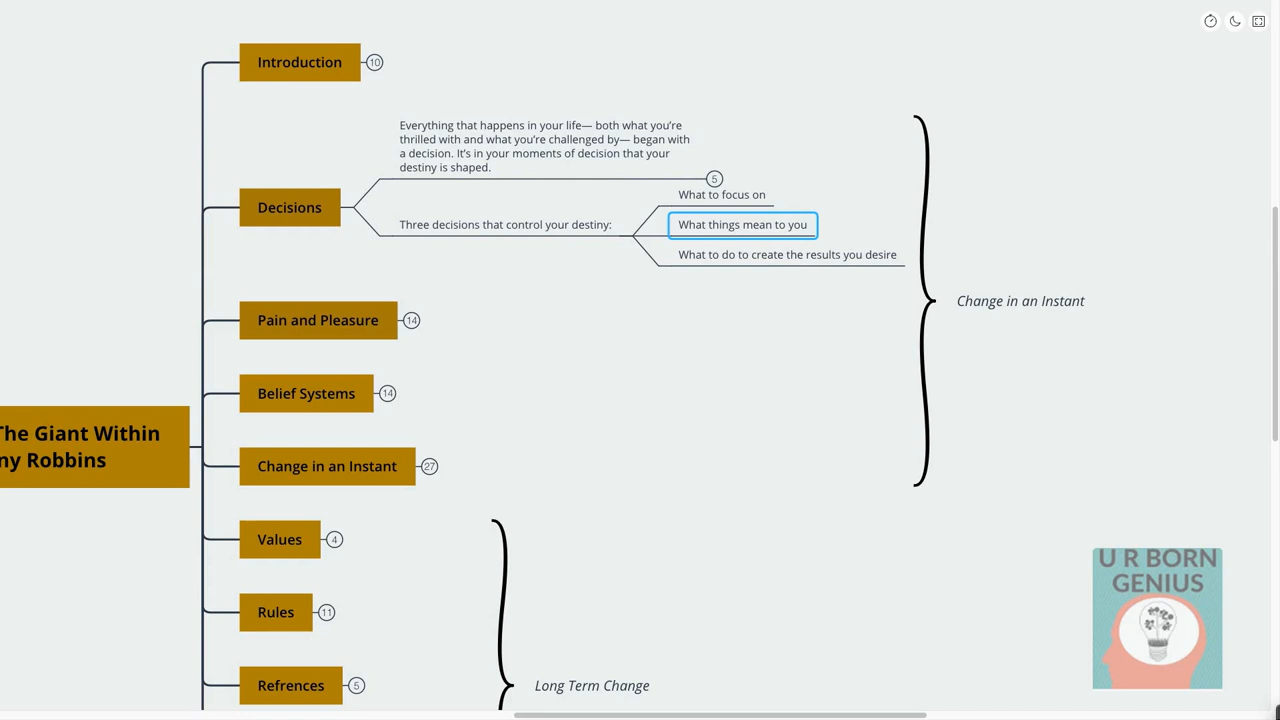 Introduction
10
Everything that happens in your life— both what you're
thrilled with and what you're challenged by— began with
a decision. It's in your moments of decision that your
destiny is shaped.
5
Decisions
Three decisions that control your destiny:
What to focus on
What things mean to you
What to do to create the results you desire
Change in an Instant
Pain and Pleasure
14
Belief Systems
14
The Giant Within
ny Robbins
Change in an Instant
27
Values
4
Rules
11
Refrences
5
Long Term Change
U R BORN
GENIUS